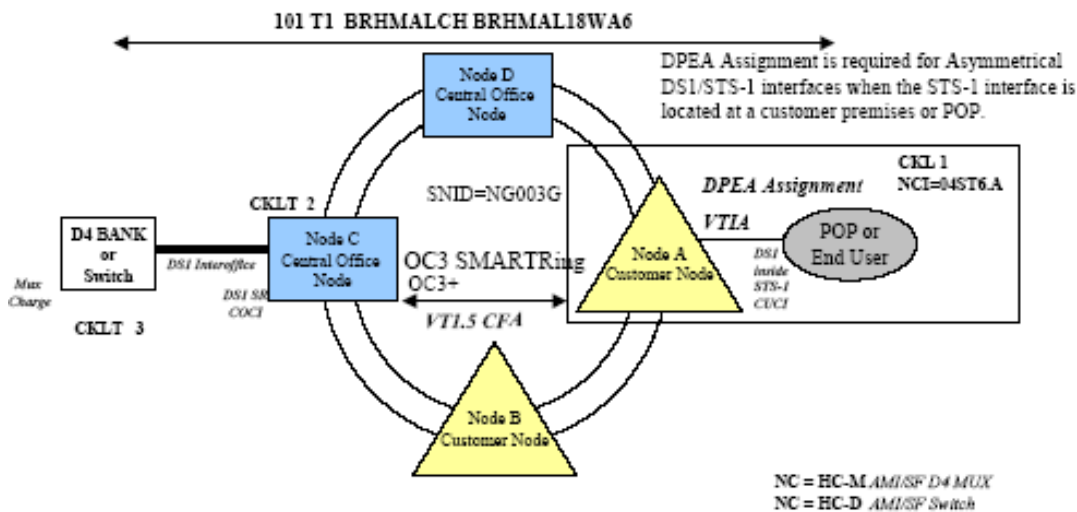 101 T1 BRHMALCH BRHMAL18WA6
DPEA Assignment is required for Asymmetrical
DS1/STS-1 interfaces when the STS-1 interface is
located at a customer premises or POP.
Node D
Central Office
Node
CKL 1
NCI=04ST6.A
SNID=NG003G
DPEA Assignment
VTIA
POP or
End User
DS1
inside
STS-1
CUCI
Node A
Customer Node
CKLT 2
Node C
Central Office
Node
D4 BANK
or
Switch
DS1 Interoffice
DS1 SR
COCI
Mux
Charge
CKLT 3
OC3 SMARTRing
OC3+
VT1.5 CFA
Node B
Customer Node
NC = HC-M AMI/SF D4 MUX
NC = HC-D AMI/SF Switch